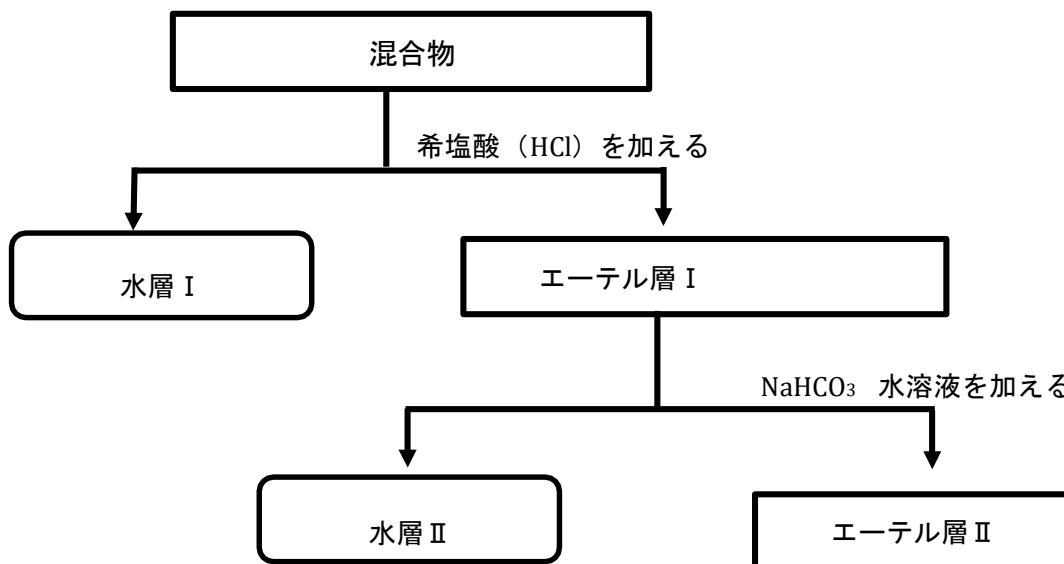 混合物
希塩酸（HCl）を加える
水層Ⅰ
エーテル層Ⅰ
NaHCO₃ 水溶液を加える
水層Ⅱ
エーテル層Ⅱ